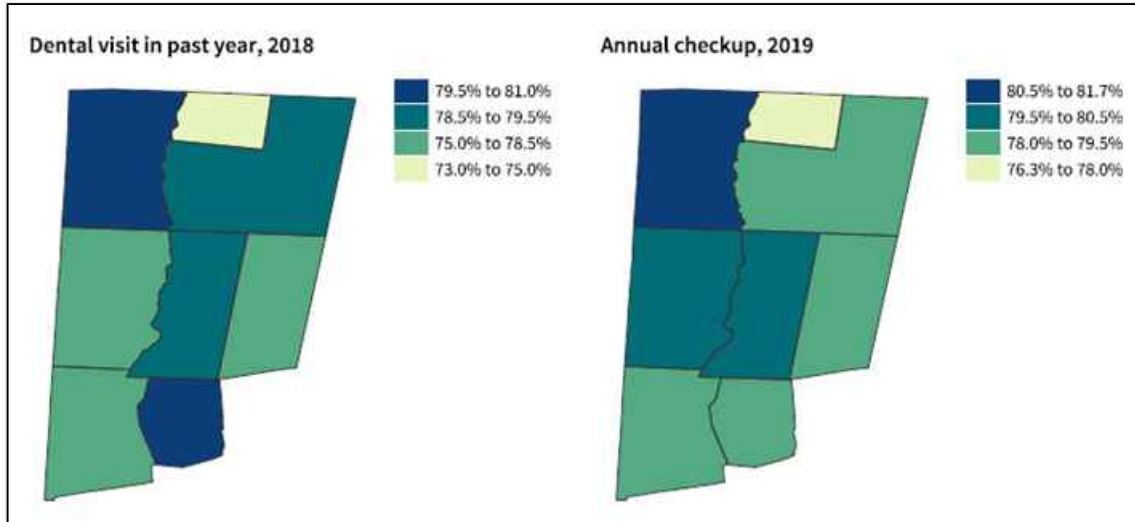 Dental visit in past year, 2018
79.5% to 81.0%
78.5% to 79.5%
75.0% to 78.5%
73.0% to 75.0%
Annual checkup, 2019
80.5% to 81.7%
79.5% to 80.5%
78.0% to 79.5%
76.3% to 78.0%